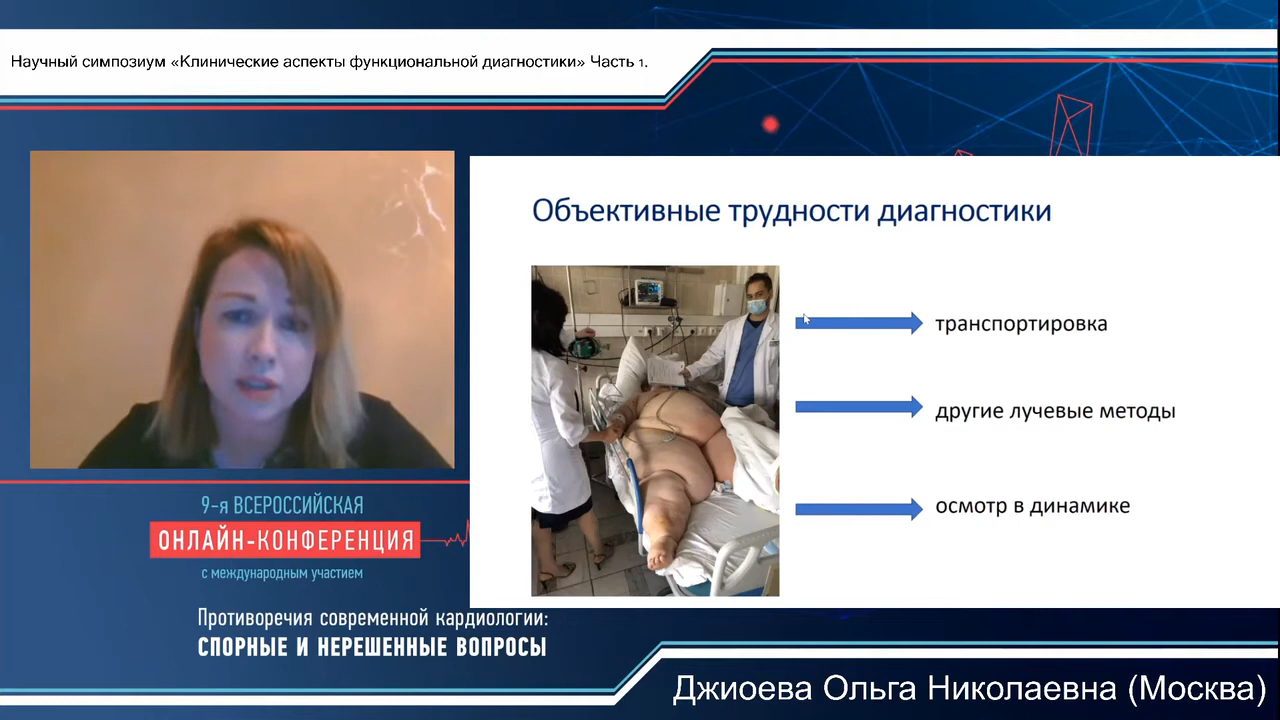 Научный симпозиум «Клинические аспекты функциональной диагностики» Часть 1.
Объективные трудности диагностики
транспортировка
другие лучевые методы
осмотр в динамике
9-я ВСЕРОССИЙСКАЯ
ОНЛАЙН-КОНФЕРЕНЦИЯ
с международным участием
Противоречия современной кардиологии:
СПОРНЫЕ И НЕРЕШЕННЫЕ ВОПРОСЫ
Джиоева Ольга Николаевна (Москва)